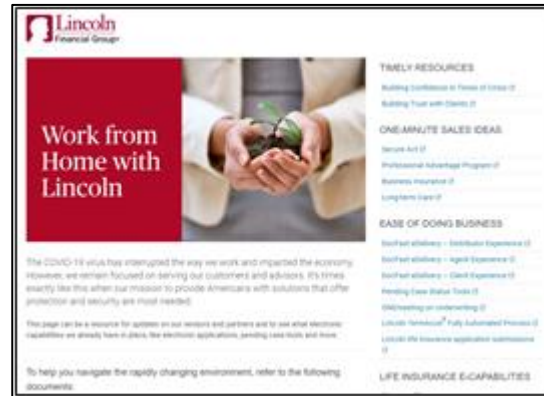 Lincoln
Financial Group®
Work from
Home with
Lincoln
The COVID-19 virus has interrupted the way we work and impacted the economy.
However, we remain focused on serving our customers and advisors. It's times
exactly like this when our mission to provide Americans with solutions that offer
protection and security are most needed.
This page can be a resource for updates on our vendors and partners and to see what electronic
capabilities we already have in place, like electronic applications, pending case tools and more.
To help you navigate the rapidly changing environment, refer to the following
documents:
TIMELY RESOURCES
Building Confidence in Times of Crisis
Building Trust with Clients
ONE-MINUTE SALES IDEAS
Secure Act
Professional Advantage Program
Business Insurance
Long-Term Care
EASE OF DOING BUSINESS
DocFast eDelivery – Distributor Experience
DocFast eDelivery – Agent Experience
DocFast eDelivery – Client Experience
Pending Case Status Tools
on Underwriting
Lincoln Fully Automated Process
Lincoln life insurance application submissions
LIFE INSURANCE E-CAPABILITIES